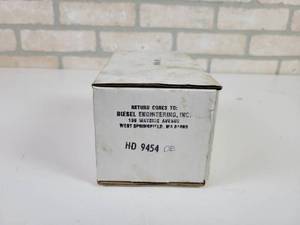 RETURN CORES TO:
DIESEL ENGINEERING, INC.
AVENUE
WEST SPRINGFIELD, MA
HD 9454